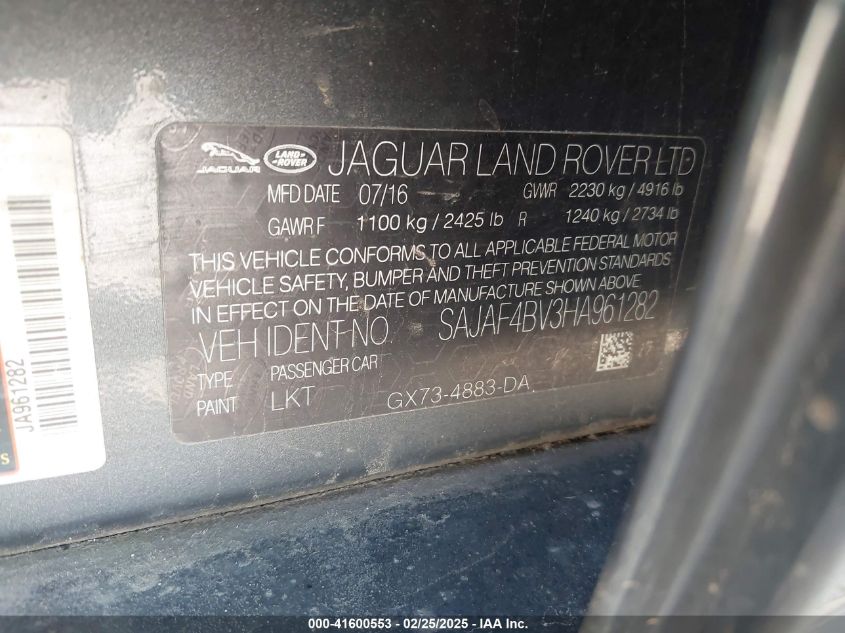 JAGUAR LAND ROVER JAGUAR LAND ROVER LTD
MFD DATE 07/16 GVWR 2230 kg / 4916 lb
GAWR F 1100 kg / 2425 lb R 1240 kg / 2734 lb
THIS VEHICLE CONFORMS TO ALL APPLICABLE FEDERAL MOTOR
VEHICLE SAFETY, BUMPER AND THEFT PREVENTION STANDARDS
IN EFFECT ON THE DATE OF MANUFACTURE SHOWN ABOVE.
VEH IDENT NO. SAJAF4BV3HA961282
TYPE PASSENGER CAR
PAINT LKT GX73-4883-DA
JA961282
S
000-41600553 - 02/25/2025 - IAAI.COM